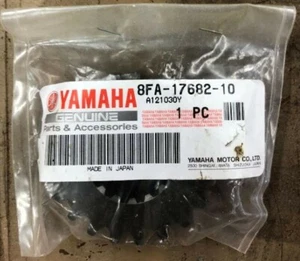 YAMAHA
GENUINE
Parts & Accessories
8FA-17682-10
A121030Y
1 PC
MADE IN JAPAN
YAMAHA MOTOR CO., LTD.